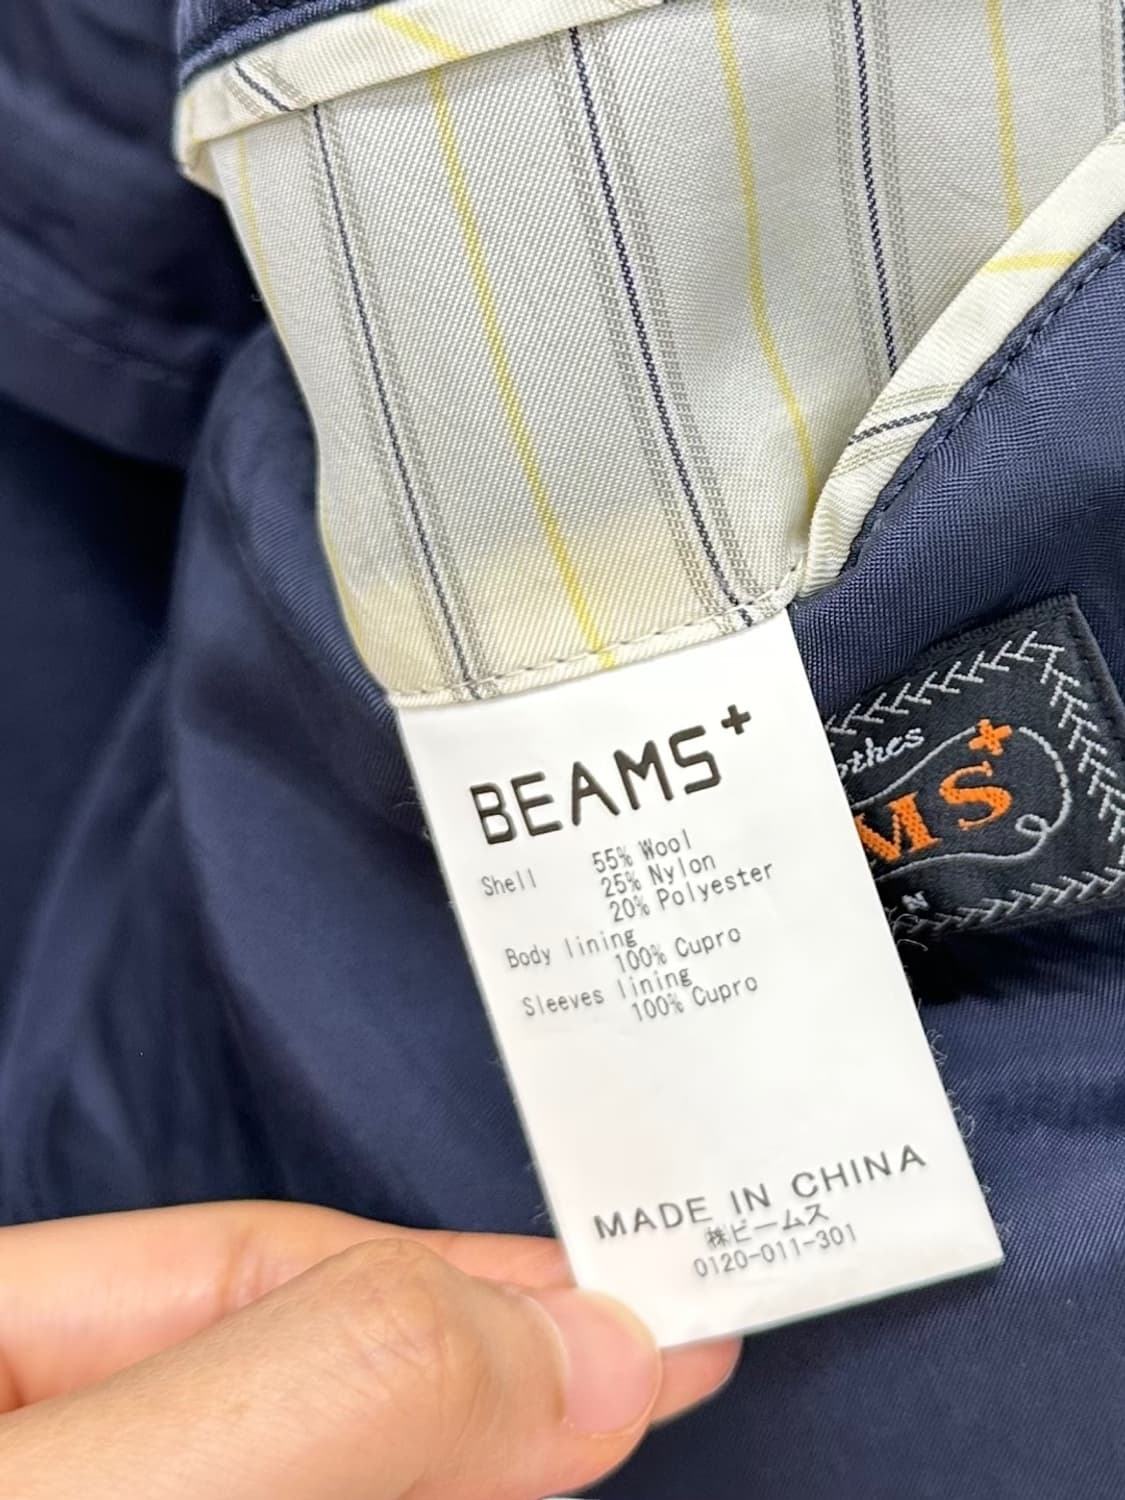 BEAMS+
Shell 55% Wool
25% Nylon
20% Polyester
Body lining
100% Cupro
Sleeves lining
100% Cupro
MADE IN CHINA
㈱ビームス
0120-011-301
MS+